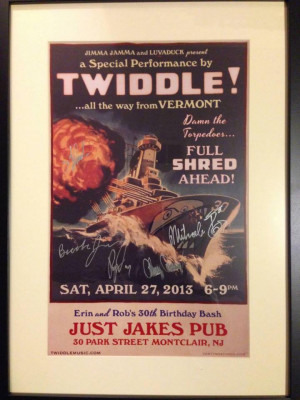 JIMMA JAMMA and LUVADUCK present
a Special Performance by
TWIDDLE!
...all the way from VERMONT
Damn the
Torpedoes...
FULL
SHRED
AHEAD!
SAT, APRIL 27, 2013 6-9PM
Erin and Rob's 30th Birthday Bash
JUST JAKES PUB
30 PARK STREET MONTCLAIR, NJ
TWIDDLEMUSIC.COM